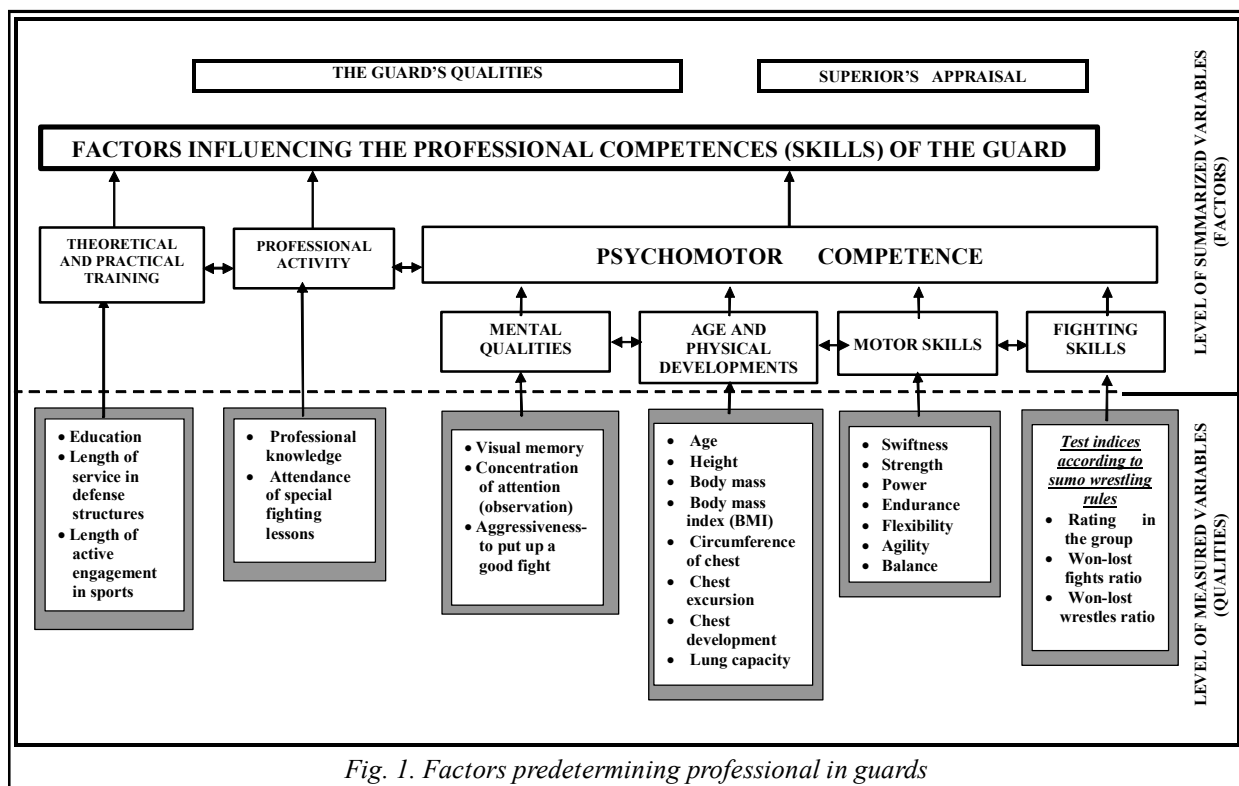 THE GUARD'S QUALITIES
SUPERIOR'S APPRAISAL
FACTORS INFLUENCING THE PROFESSIONAL COMPETENCES (SKILLS) OF THE GUARD
THEORETICAL
AND PRACTICAL
TRAINING
PROFESSIONAL
ACTIVITY
PSYCHOMOTOR COMPETENCE
MENTAL
QUALITIES
AGE AND
PHYSICAL
DEVELOPMENTS
MOTOR SKILLS
FIGHTING
SKILLS
LEVEL OF SUMMARIZED VARIABLES
(FACTORS)
• Education
• Length of
service in
defense
structures
• Length of
active
engagement
in sports
• Professional
knowledge
• Attendance
of special
fighting
lessons
• Visual memory
• Concentration
of attention
(observation)
• Aggressiveness-
to put up a
good fight
• Age
• Height
• Body mass
• Body mass
index (BMI)
• Circumference
of chest
• Chest
excursion
• Chest
development
• Lung capacity
• Swiftness
• Strength
• Power
• Endurance
• Flexibility
• Agility
• Balance
Test indices
according to
sumo wrestling
rules
• Rating in
the group
• Won-lost
fights ratio
• Won-lost
wrestles ratio
LEVEL OF MEASURED VARIABLES
(QUALITIES)
Fig. 1. Factors predetermining professional in guards